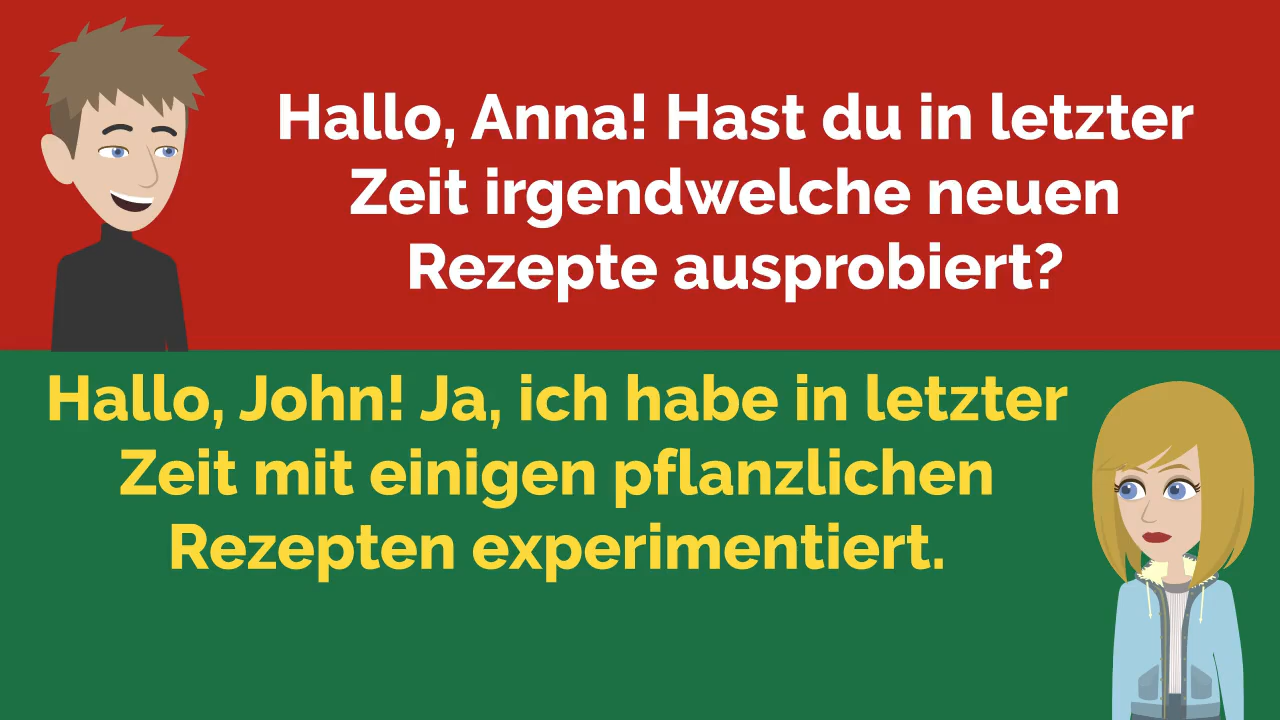 Hallo, Anna! Hast du in letzter
Zeit irgendwelche neuen
Rezepte ausprobiert?
Hallo, John! Ja, ich habe in letzter
Zeit mit einigen pflanzlichen
Rezepten experimentiert.